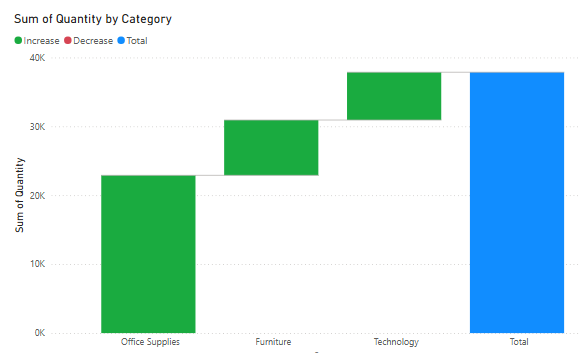 Sum of Quantity by Category
Increase Decrease Total
40K
30K
20K
10K
0K
Sum of Quantity
Office Supplies Furniture Technology Total